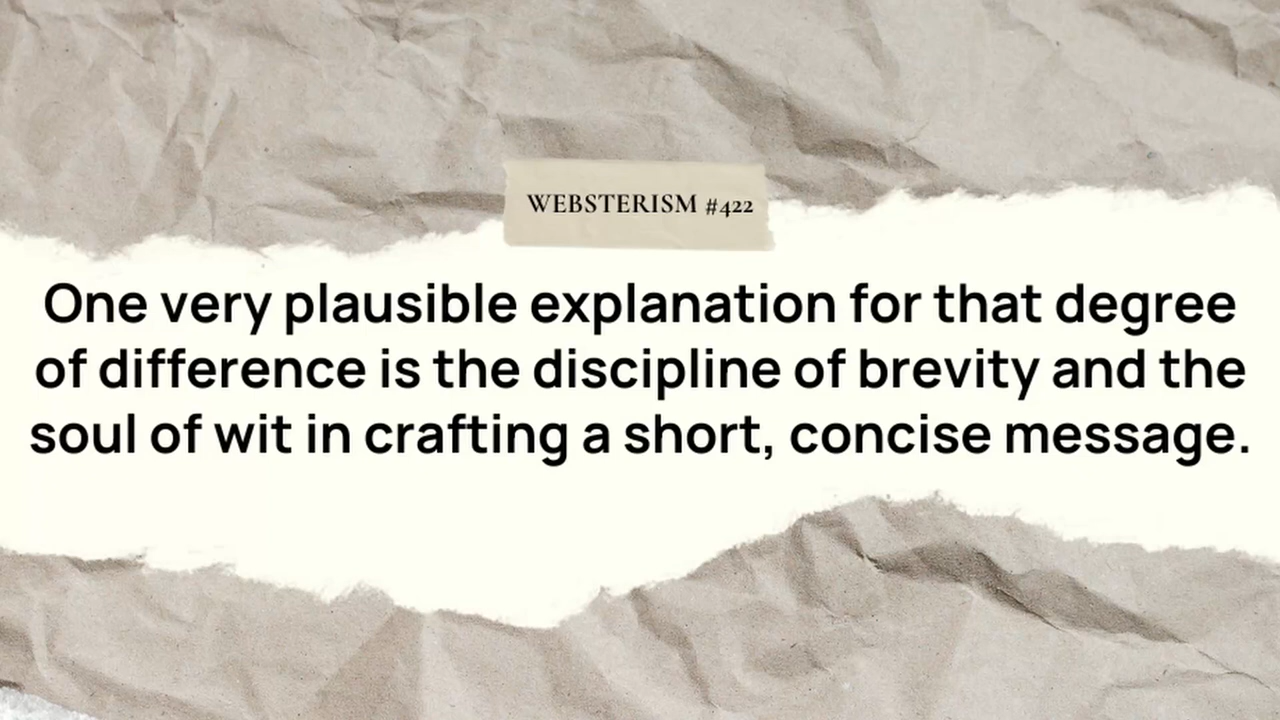 WEBSTERISM #422
One very plausible explanation for that degree
of difference is the discipline of brevity and the
soul of wit in crafting a short, concise message.